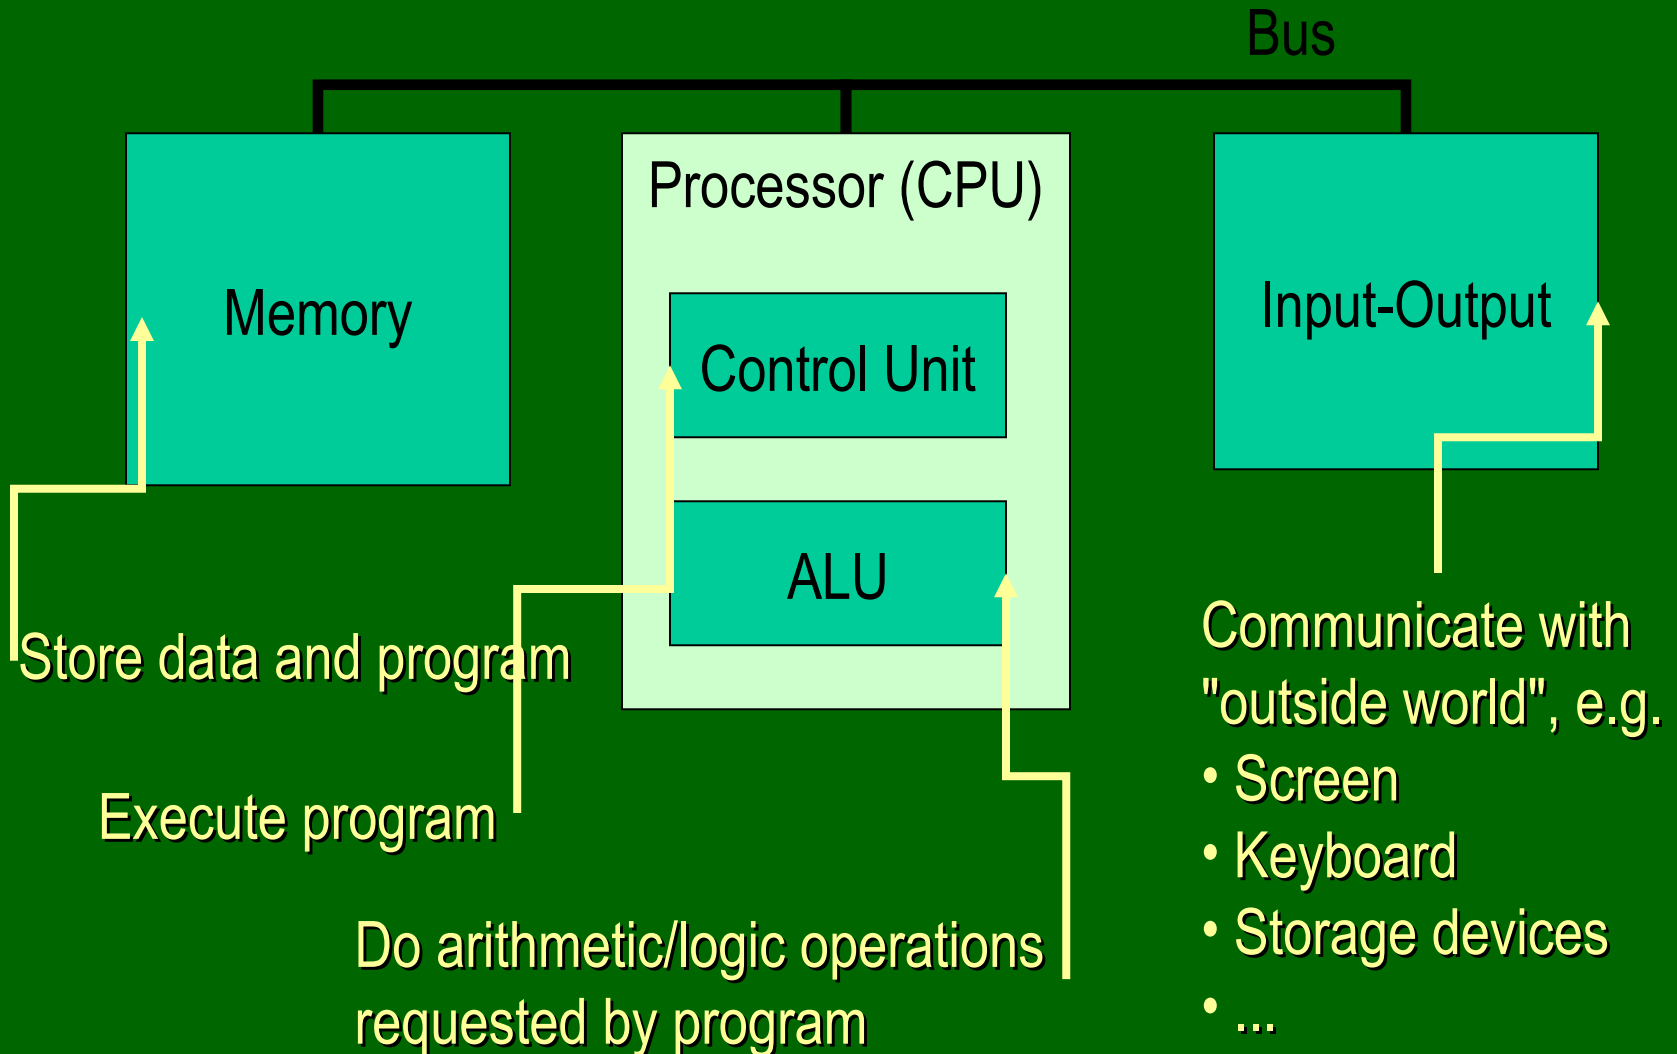 Bus
Memory
Processor (CPU)
Control Unit
ALU
Input-Output
Store data and program
Execute program
Do arithmetic/logic operations
requested by program
Communicate with
"outside world", e.g.
• Screen
• Keyboard
• Storage devices
• ...